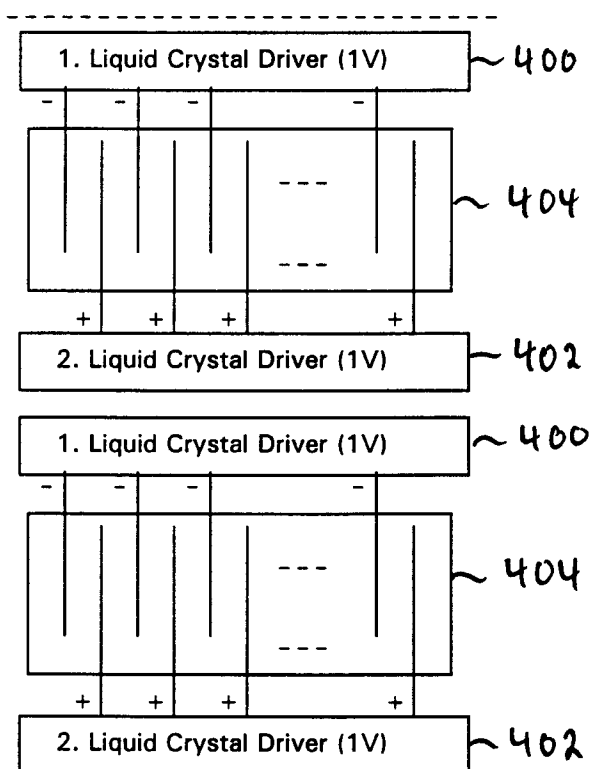 1. Liquid Crystal Driver (1V) ~ 400
- - - -
--- ~ 404
---
+ + + +
2. Liquid Crystal Driver (1V) ~ 402
1. Liquid Crystal Driver (1V) ~ 400
- - - -
--- ~ 404
---
+ + + +
2. Liquid Crystal Driver (1V) ~ 402